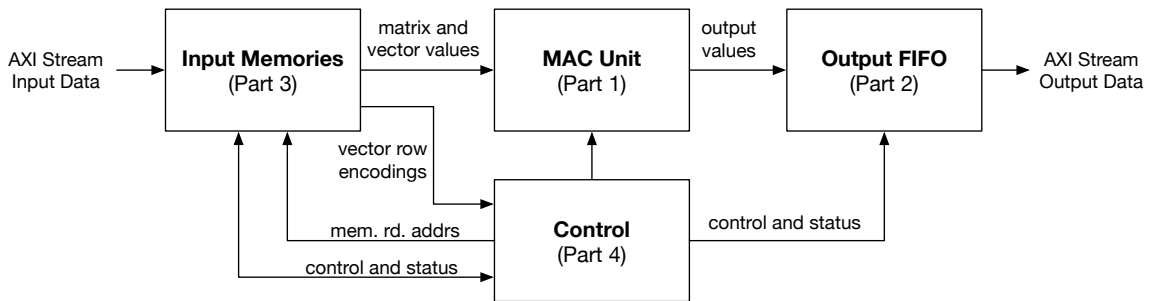 AXI Stream
Input Data
Input Memories
(Part 3)
matrix and
vector values
MAC Unit
(Part 1)
output
values
Output FIFO
(Part 2)
AXI Stream
Output Data
vector row
encodings
mem. rd. addrs
control and status
Control
(Part 4)
control and status